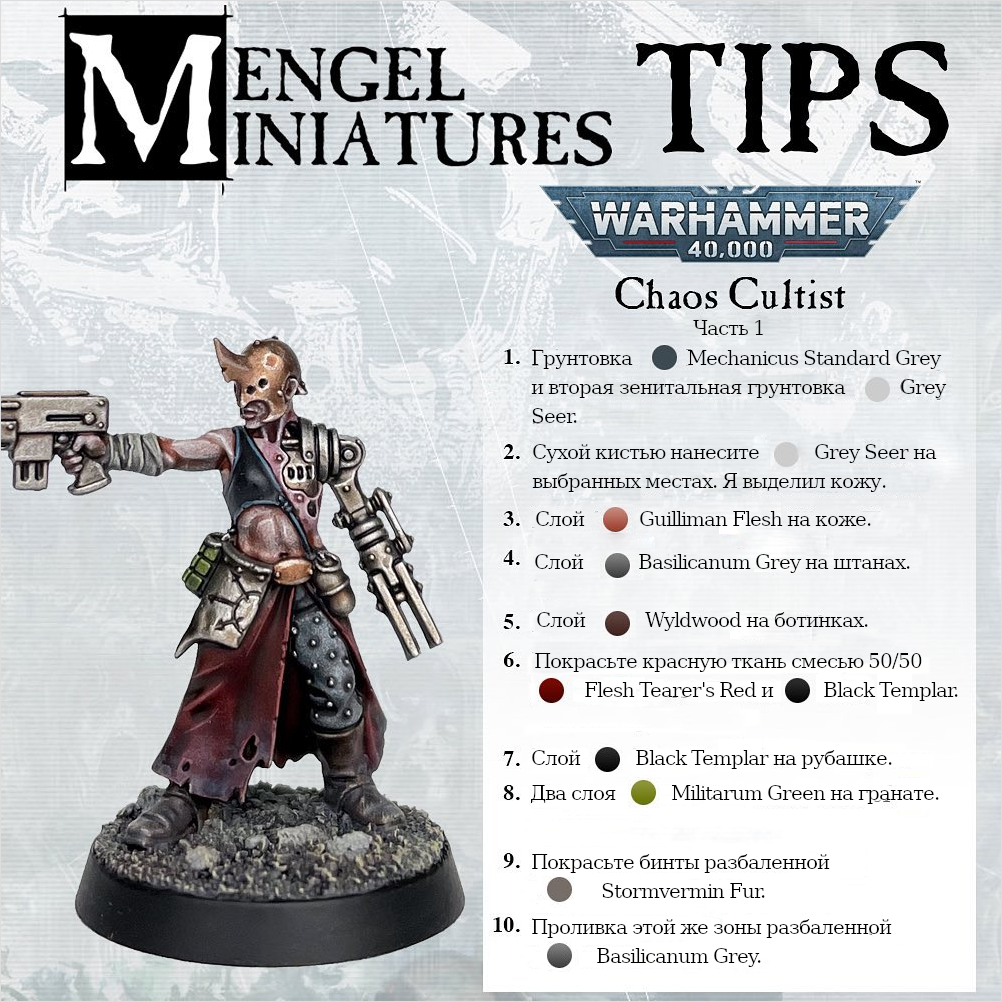 MENGEL
MINIATURES
TIPS
WARHAMMER
40,000
™
Chaos Cultist
Часть 1
1. Грунтовка Mechanicus Standard Grey
и вторая зенитальная грунтовка Grey
Seer.
2. Сухой кистью нанесите Grey Seer на
выбранных местах. Я выделил кожу.
3. Слой Guilliman Flesh на коже.
4. Слой Basilicanum Grey на штанах.
5. Слой Wyldwood на ботинках.
6. Покрасьте красную ткань смесью 50/50
Flesh Tearer's Red и Black Templar.
7. Слой Black Templar на рубашке.
8. Два слоя Militarum Green на гранате.
9. Покрасьте бинты разбаленной
Stormvermin Fur.
10. Проливка этой же зоны разбаленной
Basilicanum Grey.